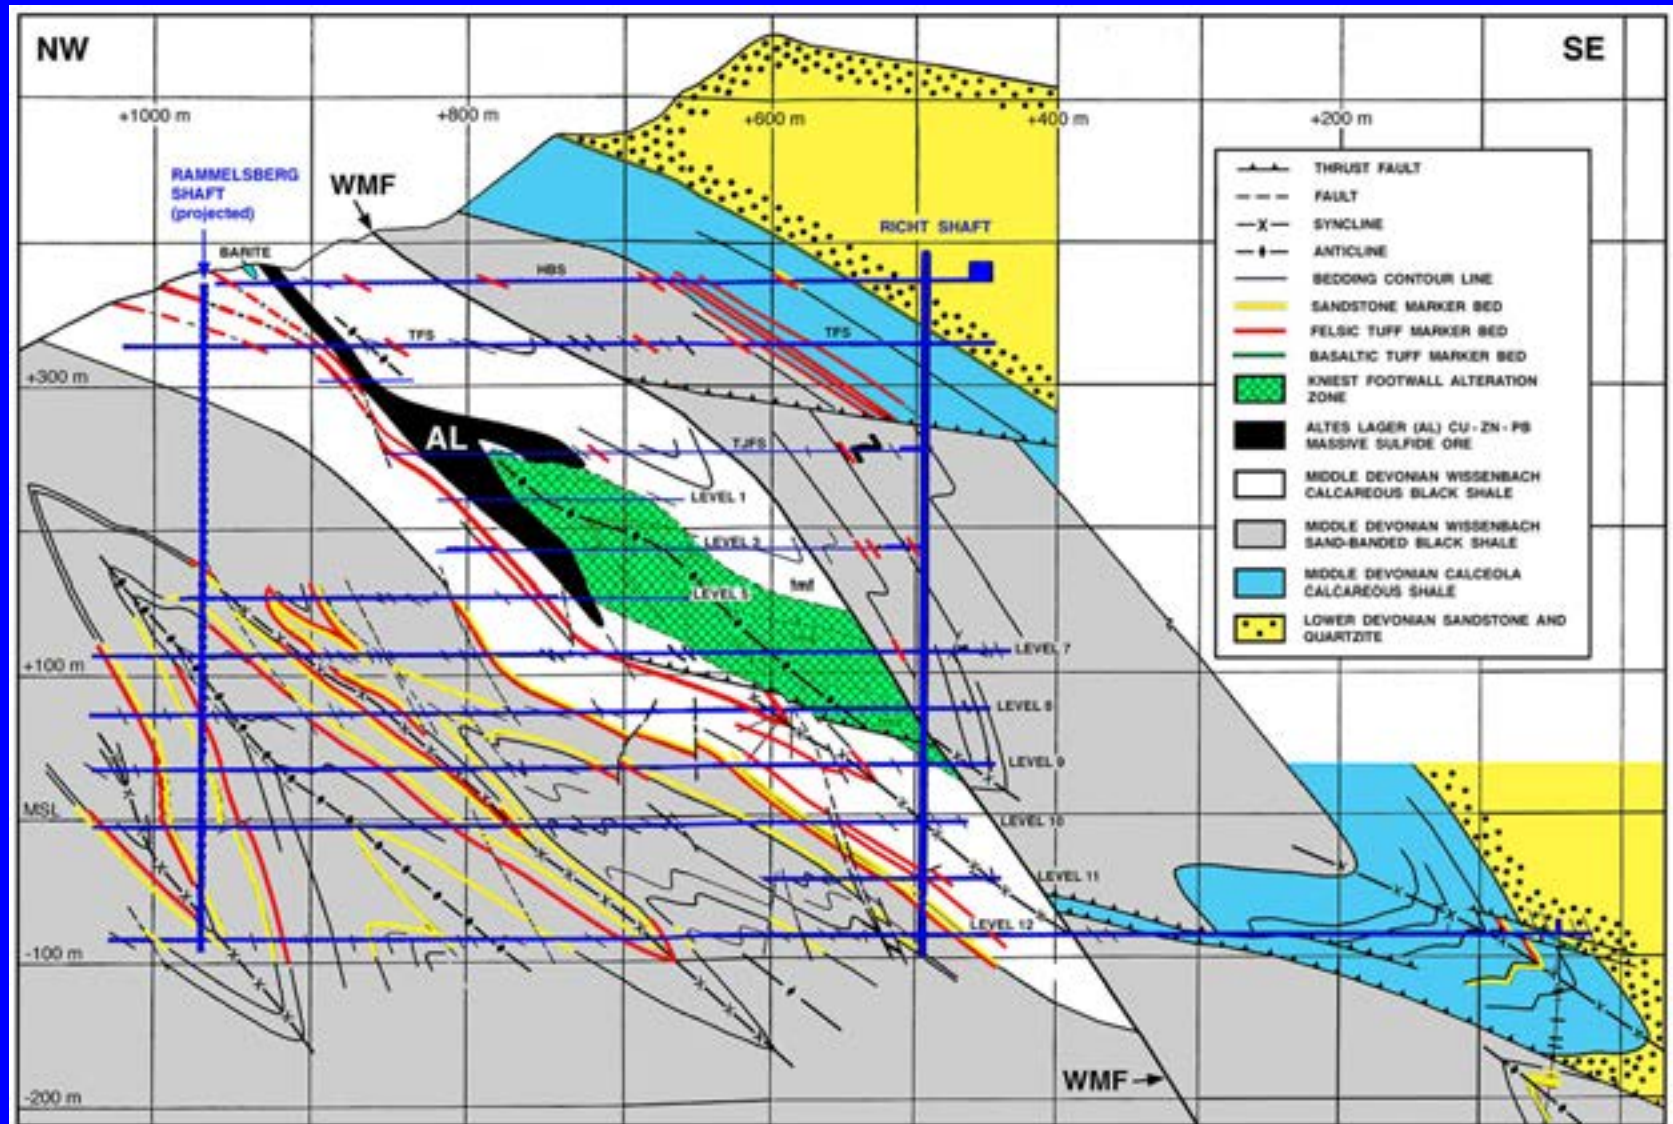 NW
SE
+1000 m
+800 m
+600 m
+400 m
+200 m
RAMMELSBERG
SHAFT
(projected)
WMF
BARITE
HBS
RICHT SHAFT
TFS
TFS
+300 m
AL
TJFS
LEVEL 1
LEVEL 3
LEVEL 5
LEVEL 7
+100 m
LEVEL 8
LEVEL 9
MSL
LEVEL 10
LEVEL 11
LEVEL 12
-100 m
WMF
-200 m
THRUST FAULT
FAULT
SYNCLINE
ANTICLINE
BEDDING CONTOUR LINE
SANDSTONE MARKER BED
FELSIC TUFF MARKER BED
BASALTIC TUFF MARKER BED
KNIEST FOOTWALL ALTERATION
ZONE
ALTES LAGER (AL) CU - ZN - PB
MASSIVE SULFIDE ORE
MIDDLE DEVONIAN WISSENBACH
CALCAREOUS BLACK SHALE
MIDDLE DEVONIAN WISSENBACH
SAND-BANDED BLACK SHALE
MIDDLE DEVONIAN CALCEOLA
CALCAREOUS SHALE
LOWER DEVONIAN SANDSTONE AND
QUARTZITE